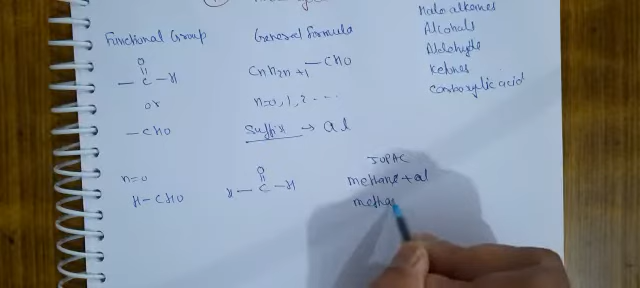 Functional Group
General Formula
Halo alkanes
Alcohols
Aldehyde
Ketones
Carboxylic acid
O
— C — H
or
— CHO
CnH2n+1 — CHO
n=0,1,2 ....
Suffix → al
n=0
H — CHO
O
H — C — H
IUPAC
methane + al
metha